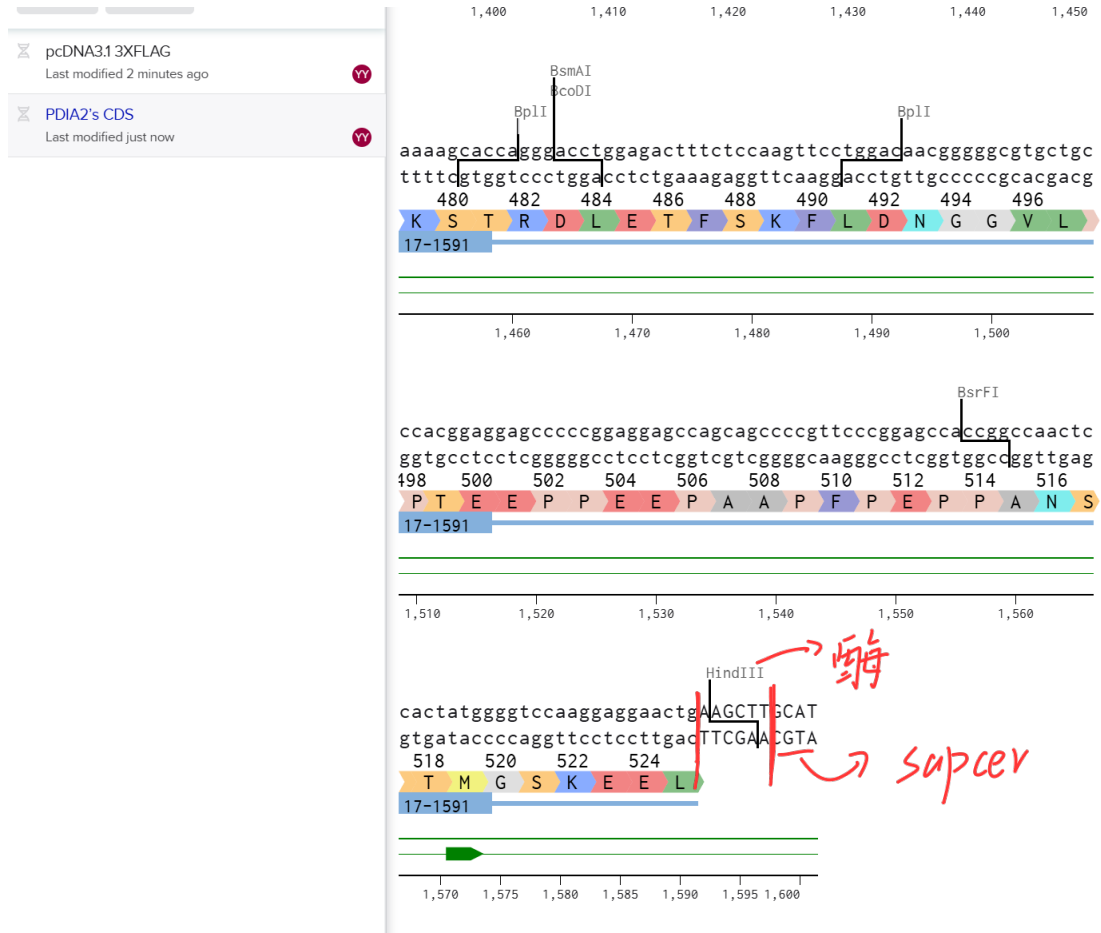 1,400 1,410 1,420 1,430 1,440 1,450
pcDNA3.1 3XFLAG
Last modified 2 minutes ago
YY
PDIA2's CDS
Last modified just now
YY
BsmAI
BcoDI
BplI BplI
aaaagcaccagggacctggagactttctccaagttcctggacaacgggggcgtgctgc
ttttcgtggtccctggacctctgaaagaggttcaaggacctgttgcccccgcacgacg
480 482 484 486 488 490 492 494 496
K S T R D L E T F S K F L D N G G V L
17-1591
1,460 1,470 1,480 1,490 1,500
BsrFI
ccacggaggagcccccggaggagccagcagccccgttcccggagccaccggccaactc
ggtgcctcctcgggggcctcctcggtcgtcggggcaagggcctcggtggccggttgag
498 500 502 504 506 508 510 512 514 516
P T E E P P E E P A A P F P E P P A N S
17-1591
1,510 1,520 1,530 1,540 1,550 1,560
HindIII 酶
cactatggggtccaaggaggaactgAAGCTTGCAT
gtgataccccaggttcctccttgacTTCGAACGTA
sapcer
518 520 522 524
T M G S K E E L
17-1591
1,570 1,575 1,580 1,585 1,590 1,595 1,600